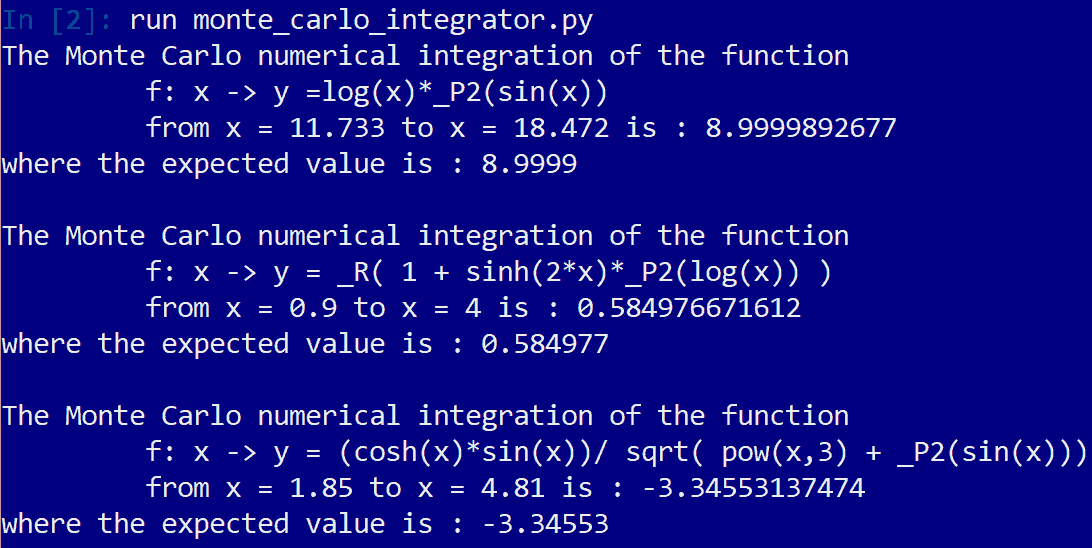 In [2]: run monte_carlo_integrator.py
The Monte Carlo numerical integration of the function
f: x -> y =log(x)*_P2(sin(x))
from x = 11.733 to x = 18.472 is : 8.9999892677
where the expected value is : 8.9999
The Monte Carlo numerical integration of the function
f: x -> y = _R( 1 + sinh(2*x)*_P2(log(x)) )
from x = 0.9 to x = 4 is : 0.584976671612
where the expected value is : 0.584977
The Monte Carlo numerical integration of the function
f: x -> y = (cosh(x)*sin(x))/ sqrt( pow(x,3) + _P2(sin(x)))
from x = 1.85 to x = 4.81 is : -3.34553137474
where the expected value is : -3.34553